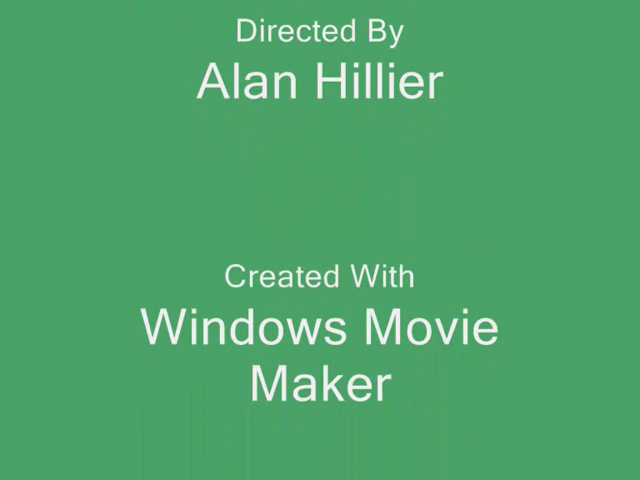 Directed By
Alan Hillier
Created With
Windows Movie
Maker